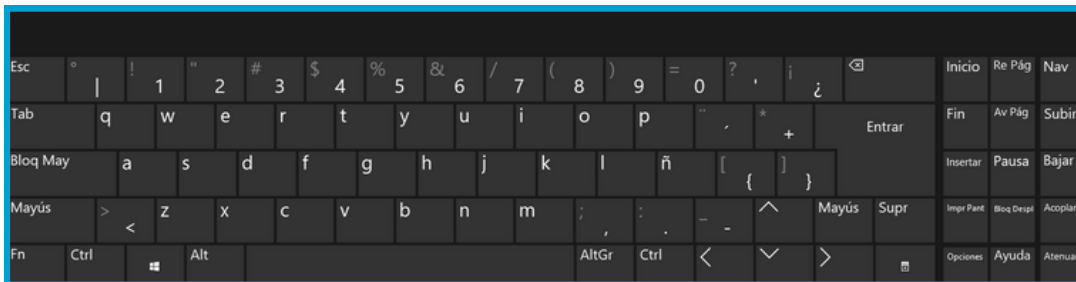 Esc ° | ! 1 " 2 # 3 $ 4 % 5 & 6 / 7 ( 8 ) 9 = 0 ? ' ¡ ¿ Inicio Re Pág Nav
Tab q w e r t y u i o p ¨ ´ * + Entrar Fin Av Pág Subir
Bloq May a s d f g h j k l ñ [ { ] } Insertar Pausa Bajar
Mayús > < z x c v b n m ; , : . _ - Mayús Supr Impr Pant Bloq Despl Acoplar
Fn Ctrl Alt AltGr Ctrl Opciones Ayuda Atenuar